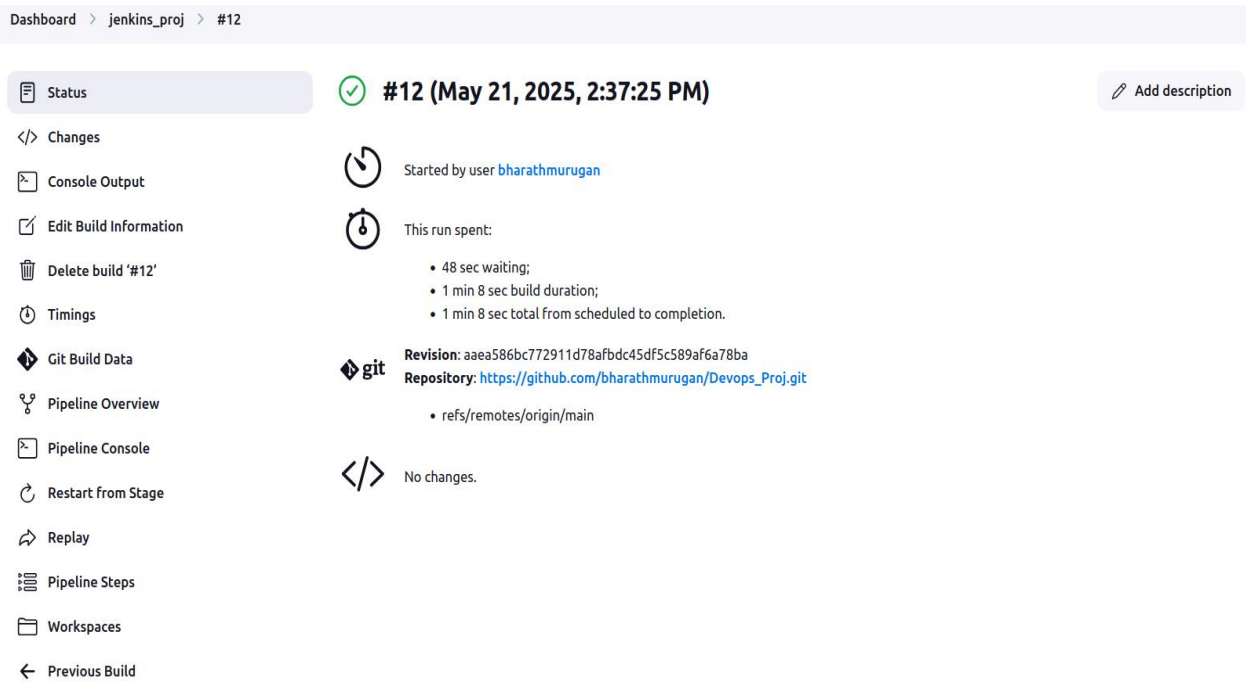 Dashboard > jenkins_proj > #12
Status
Changes
Console Output
Edit Build Information
Delete build ‘#12’
Timings
Git Build Data
Pipeline Overview
Pipeline Console
Restart from Stage
Replay
Pipeline Steps
Workspaces
Previous Build
#12 (May 21, 2025, 2:37:25 PM)
Add description
Started by user bharathmurugan
This run spent:
• 48 sec waiting;
• 1 min 8 sec build duration;
• 1 min 8 sec total from scheduled to completion.
git
Revision: aaea586bc772911d78afbdc45df5c589af6a78ba
Repository: https://github.com/bharathmurugan/Devops_Proj.git
• refs/remotes/origin/main
No changes.